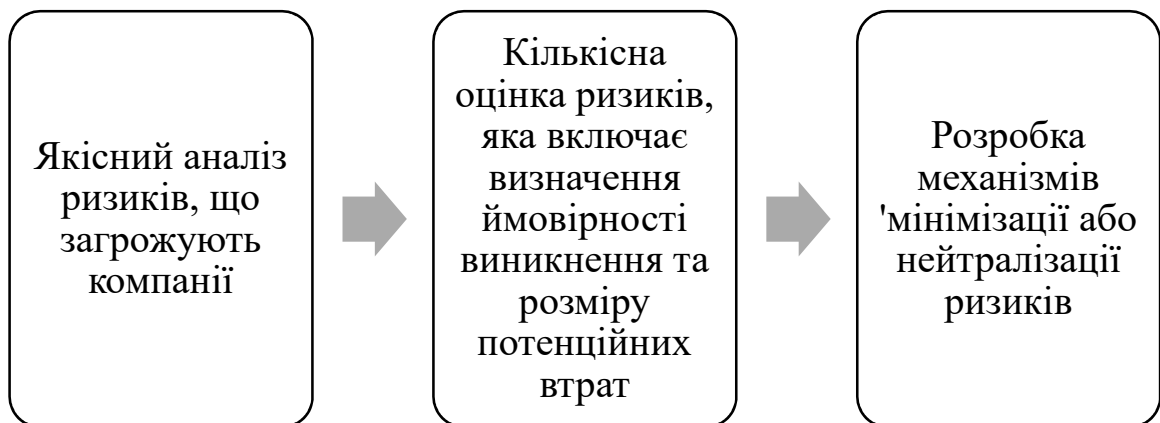 Якісний аналіз
ризиків, що
загрожують
компанії
Кількісна
оцінка ризиків,
яка включає
визначення
ймовірності
виникнення та
розміру
потенційних
втрат
Розробка
механізмів
'мінімізації або
нейтралізації
ризиків